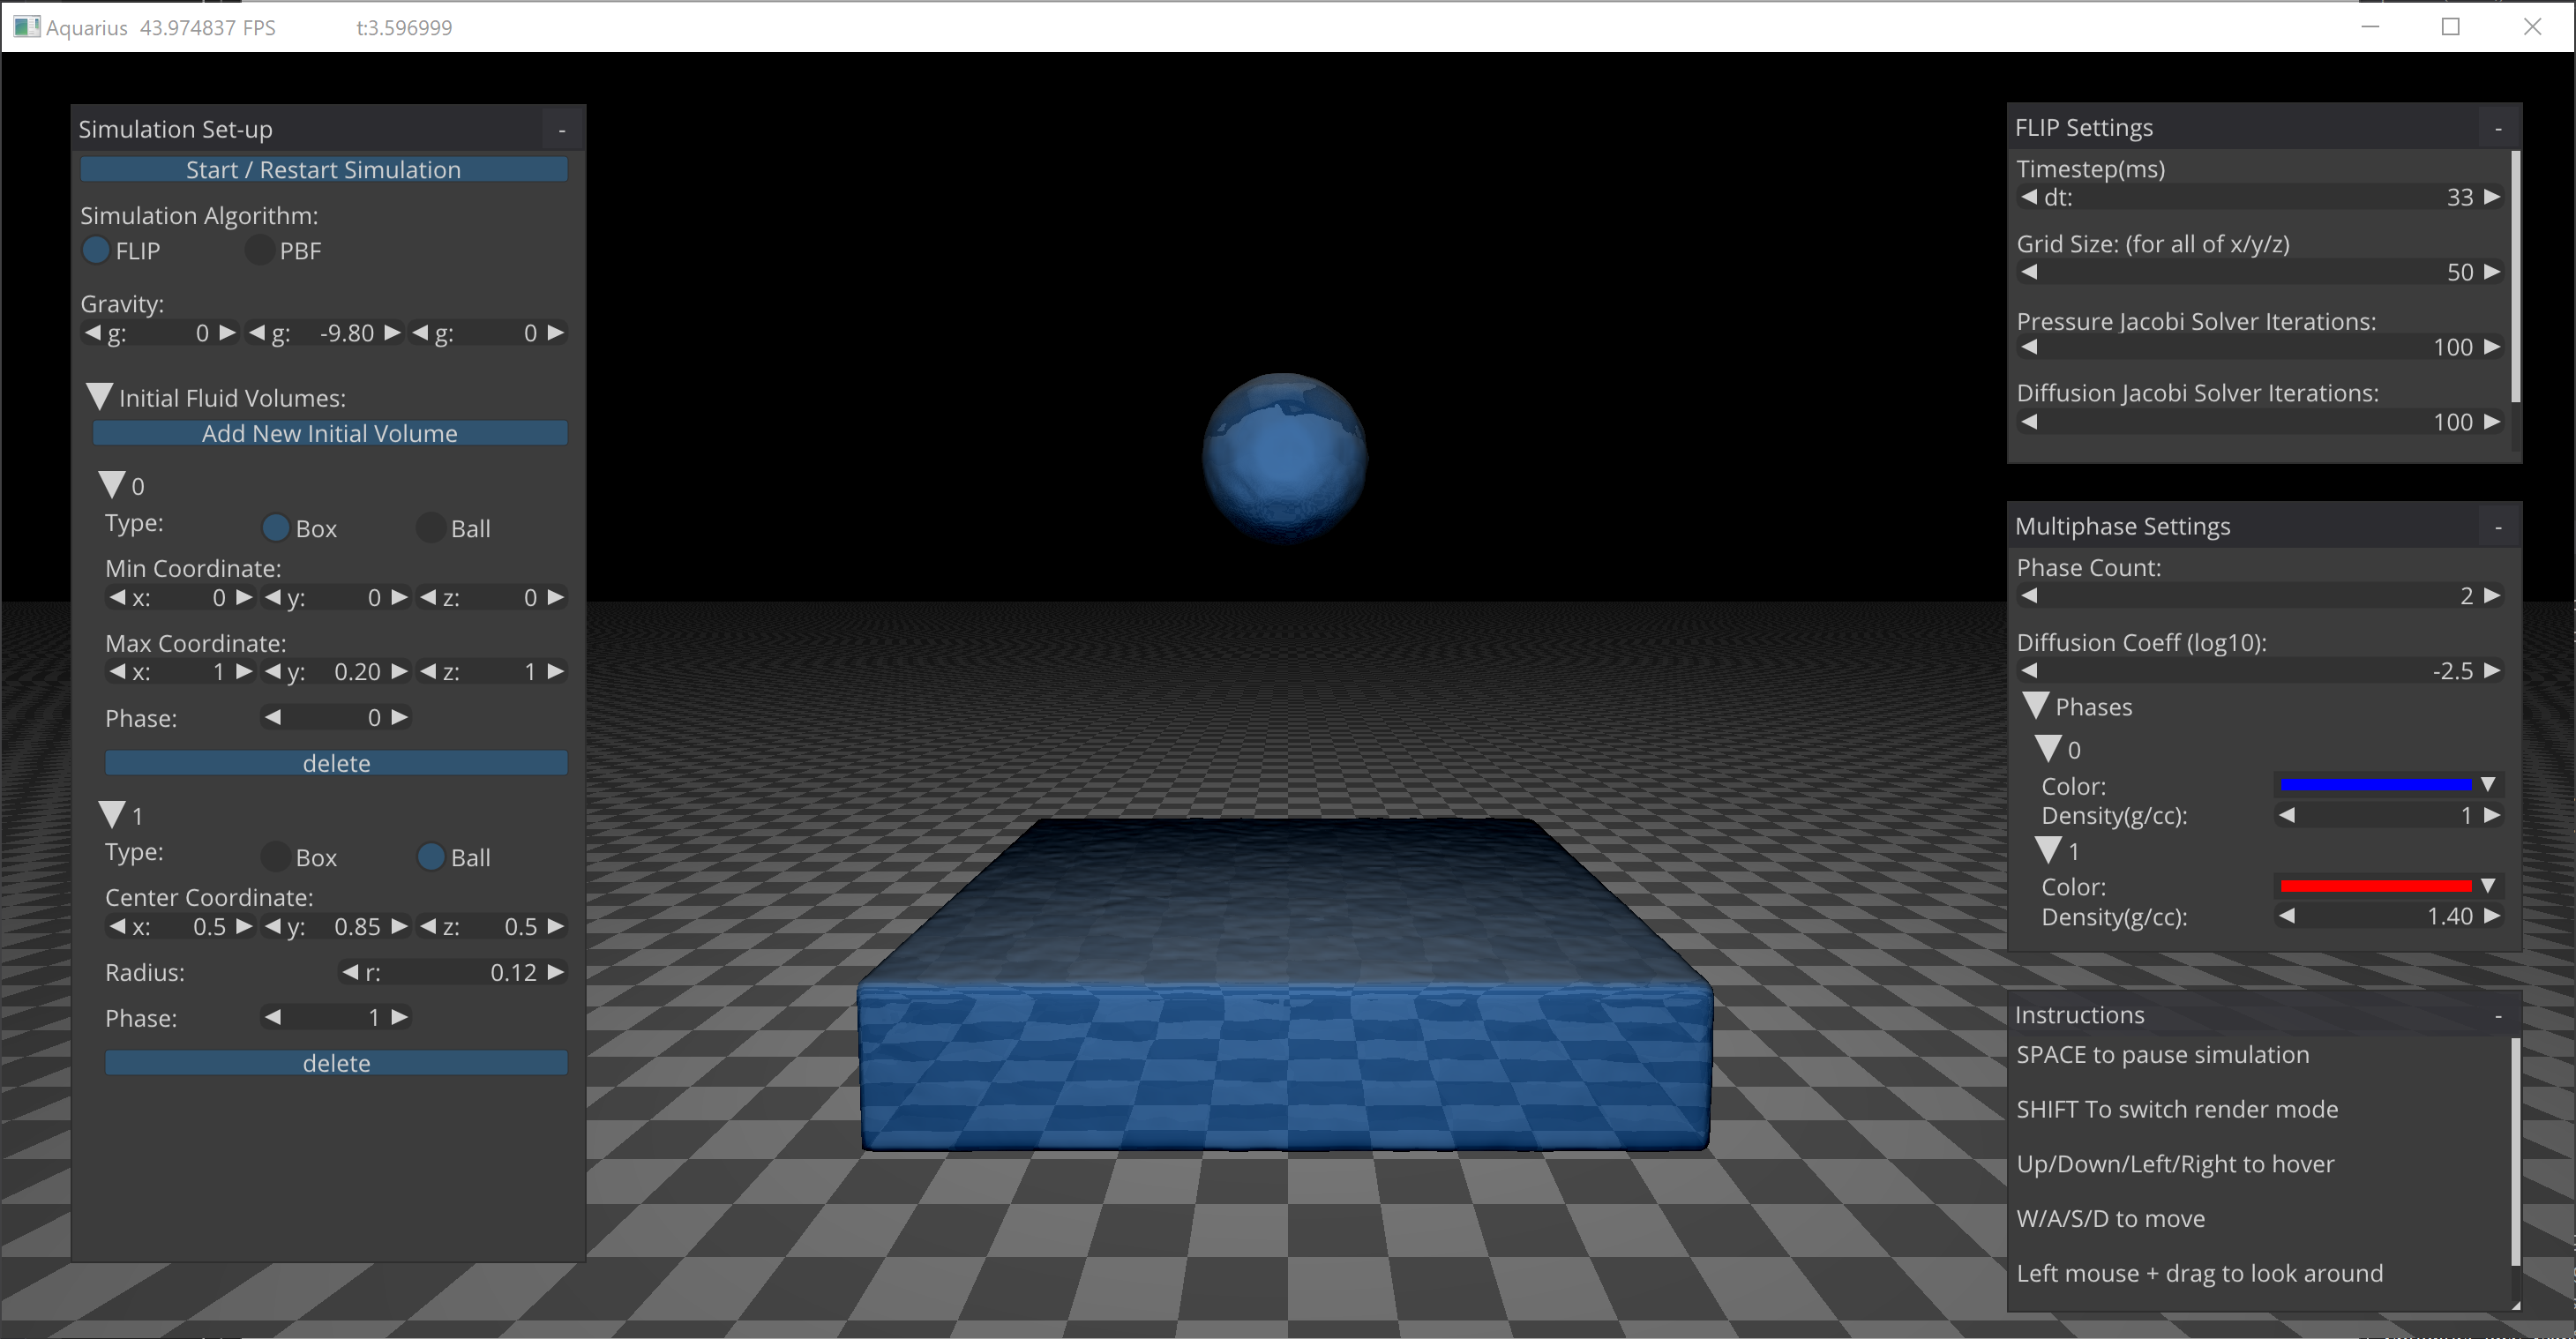 Aquarius 43.974837 FPS t:3.596999
Simulation Set-up -
Start / Restart Simulation
Simulation Algorithm:
FLIP PBF
Gravity:
g: 0 g: -9.80 g: 0
Initial Fluid Volumes:
Add New Initial Volume
0
Type: Box Ball
Min Coordinate:
x: 0 y: 0 z: 0
Max Coordinate:
x: 1 y: 0.20 z: 1
Phase: 0
delete
1
Type: Box Ball
Center Coordinate:
x: 0.5 y: 0.85 z: 0.5
Radius: r: 0.12
Phase: 1
delete
FLIP Settings -
Timestep(ms)
dt: 33
Grid Size: (for all of x/y/z)
50
Pressure Jacobi Solver Iterations:
100
Diffusion Jacobi Solver Iterations:
100
Multiphase Settings -
Phase Count:
2
Diffusion Coeff (log10):
-2.5
Phases
0
Color:
Density(g/cc): 1
1
Color:
Density(g/cc): 1.40
Instructions -
SPACE to pause simulation
SHIFT To switch render mode
Up/Down/Left/Right to hover
W/A/S/D to move
Left mouse + drag to look around